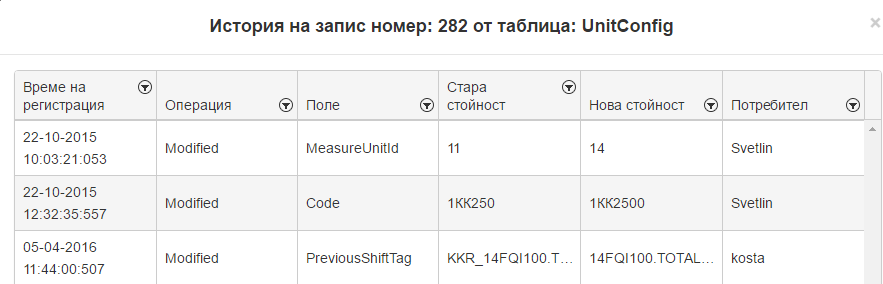 История на запис номер: 282 от таблица: UnitConfig
×
Време на регистрация Операция Поле Стара стойност Нова стойност Потребител
22-10-2015 10:03:21:053 Modified MeasureUnitId 11 14 Svetlin
22-10-2015 12:32:35:557 Modified Code 1КК250 1КК2500 Svetlin
05-04-2016 11:44:00:507 Modified PreviousShiftTag KKR_14FQI100.T... 14FQI100.TOTAL... kosta